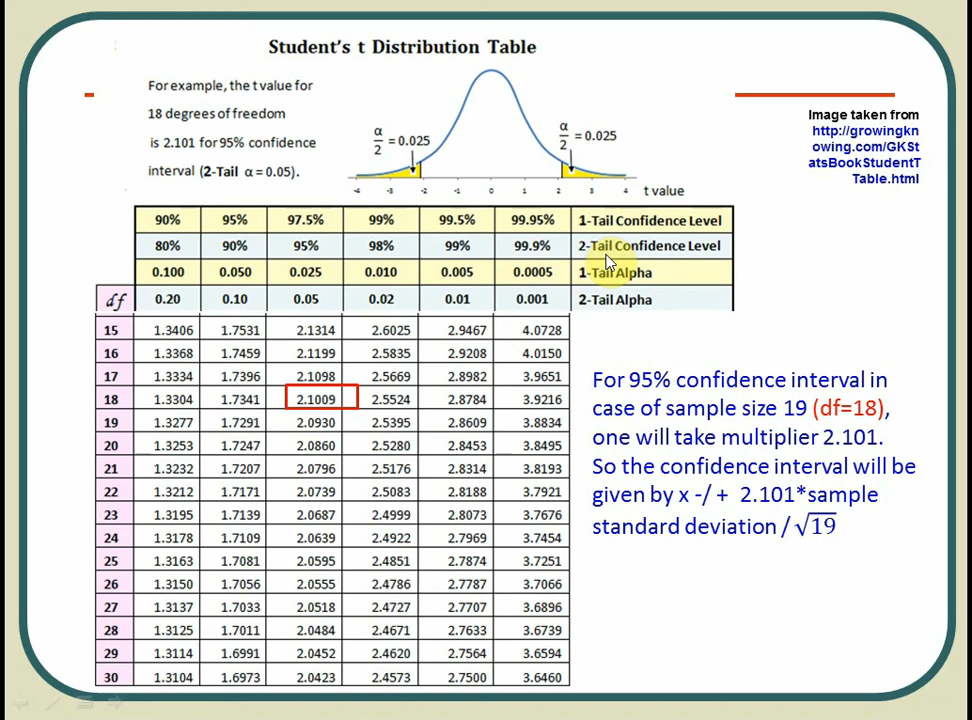 Student's t Distribution Table
For example, the t value for
18 degrees of freedom
is 2.101 for 95% confidence
interval (2-Tail α = 0.05).
α/2 = 0.025
α/2 = 0.025
-4 -3 -2 -1 0 1 2 3 4 t value
Image taken from
http://growingkn
owing.com/GKSt
atsBookStudentT
Table.html
90% 95% 97.5% 99% 99.5% 99.95% 1-Tail Confidence Level
80% 90% 95% 98% 99% 99.9% 2-Tail Confidence Level
0.100 0.050 0.025 0.010 0.005 0.0005 1-Tail Alpha
df 0.20 0.10 0.05 0.02 0.01 0.001 2-Tail Alpha
15 1.3406 1.7531 2.1314 2.6025 2.9467 4.0728
16 1.3368 1.7459 2.1199 2.5835 2.9208 4.0150
17 1.3334 1.7396 2.1098 2.5669 2.8982 3.9651
18 1.3304 1.7341 2.1009 2.5524 2.8784 3.9216
19 1.3277 1.7291 2.0930 2.5395 2.8609 3.8834
20 1.3253 1.7247 2.0860 2.5280 2.8453 3.8495
21 1.3232 1.7207 2.0796 2.5176 2.8314 3.8193
22 1.3212 1.7171 2.0739 2.5083 2.8188 3.7921
23 1.3195 1.7139 2.0687 2.4999 2.8073 3.7676
24 1.3178 1.7109 2.0639 2.4922 2.7969 3.7454
25 1.3163 1.7081 2.0595 2.4851 2.7874 3.7251
26 1.3150 1.7056 2.0555 2.4786 2.7787 3.7066
27 1.3137 1.7033 2.0518 2.4727 2.7707 3.6896
28 1.3125 1.7011 2.0484 2.4671 2.7633 3.6739
29 1.3114 1.6991 2.0452 2.4620 2.7564 3.6594
30 1.3104 1.6973 2.0423 2.4573 2.7500 3.6460
For 95% confidence interval in
case of sample size 19 (df=18),
one will take multiplier 2.101.
So the confidence interval will be
given by x -/ + 2.101*sample
standard deviation / √19